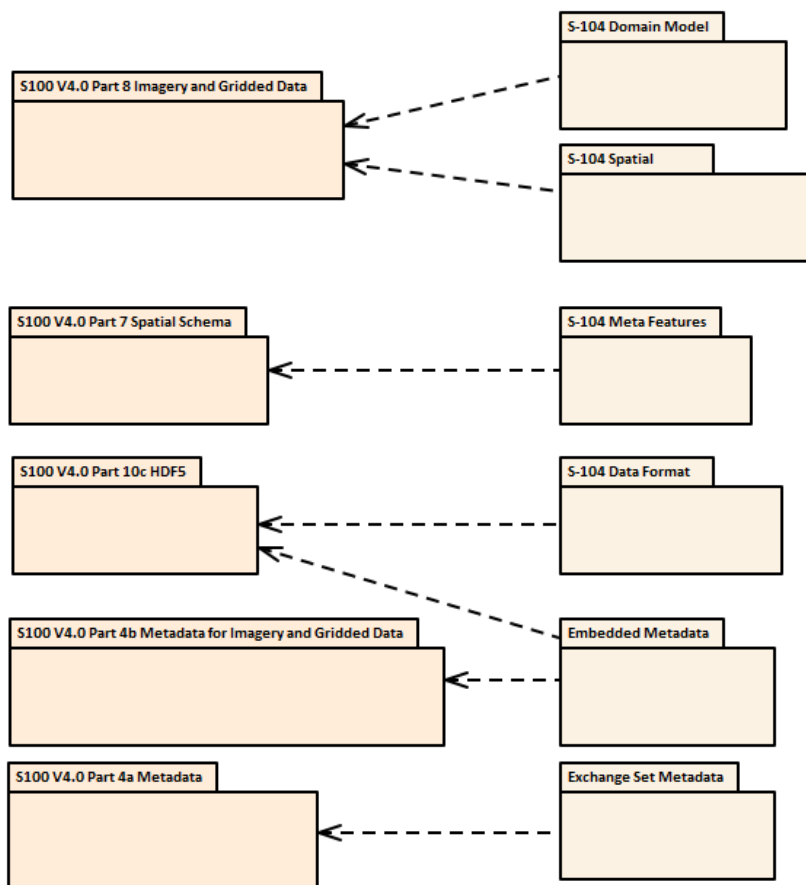 S-104 Domain Model
S100 V4.0 Part 8 Imagery and Gridded Data
S-104 Spatial
S100 V4.0 Part 7 Spatial Schema
S-104 Meta Features
S100 V4.0 Part 10c HDF5
S-104 Data Format
S100 V4.0 Part 4b Metadata for Imagery and Gridded Data
Embedded Metadata
S100 V4.0 Part 4a Metadata
Exchange Set Metadata